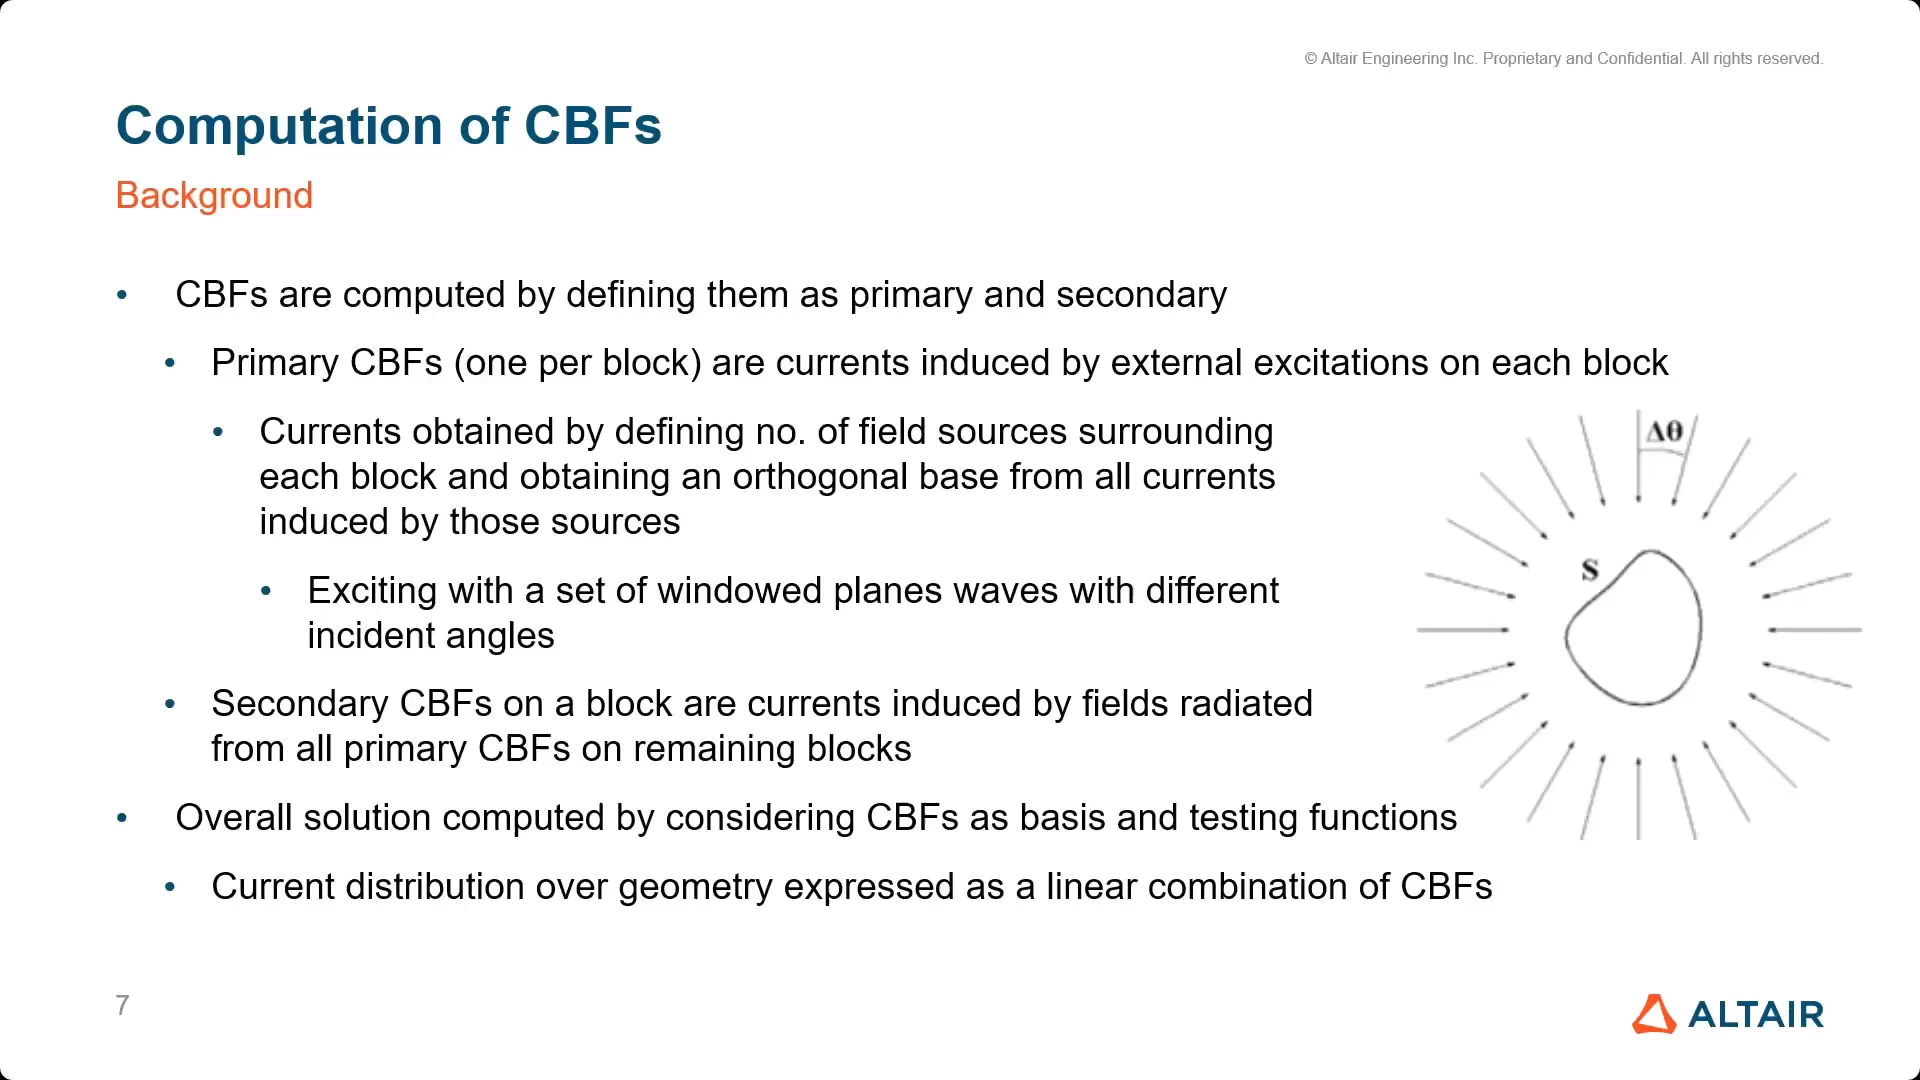 © Altair Engineering Inc. Proprietary and Confidential. All rights reserved.
Computation of CBFs
Background
• CBFs are computed by defining them as primary and secondary
• Primary CBFs (one per block) are currents induced by external excitations on each block
• Currents obtained by defining no. of field sources surrounding
each block and obtaining an orthogonal base from all currents
induced by those sources
• Exciting with a set of windowed planes waves with different
incident angles
• Secondary CBFs on a block are currents induced by fields radiated
from all primary CBFs on remaining blocks
• Overall solution computed by considering CBFs as basis and testing functions
• Current distribution over geometry expressed as a linear combination of CBFs
Δθ
S
7
ALTAIR